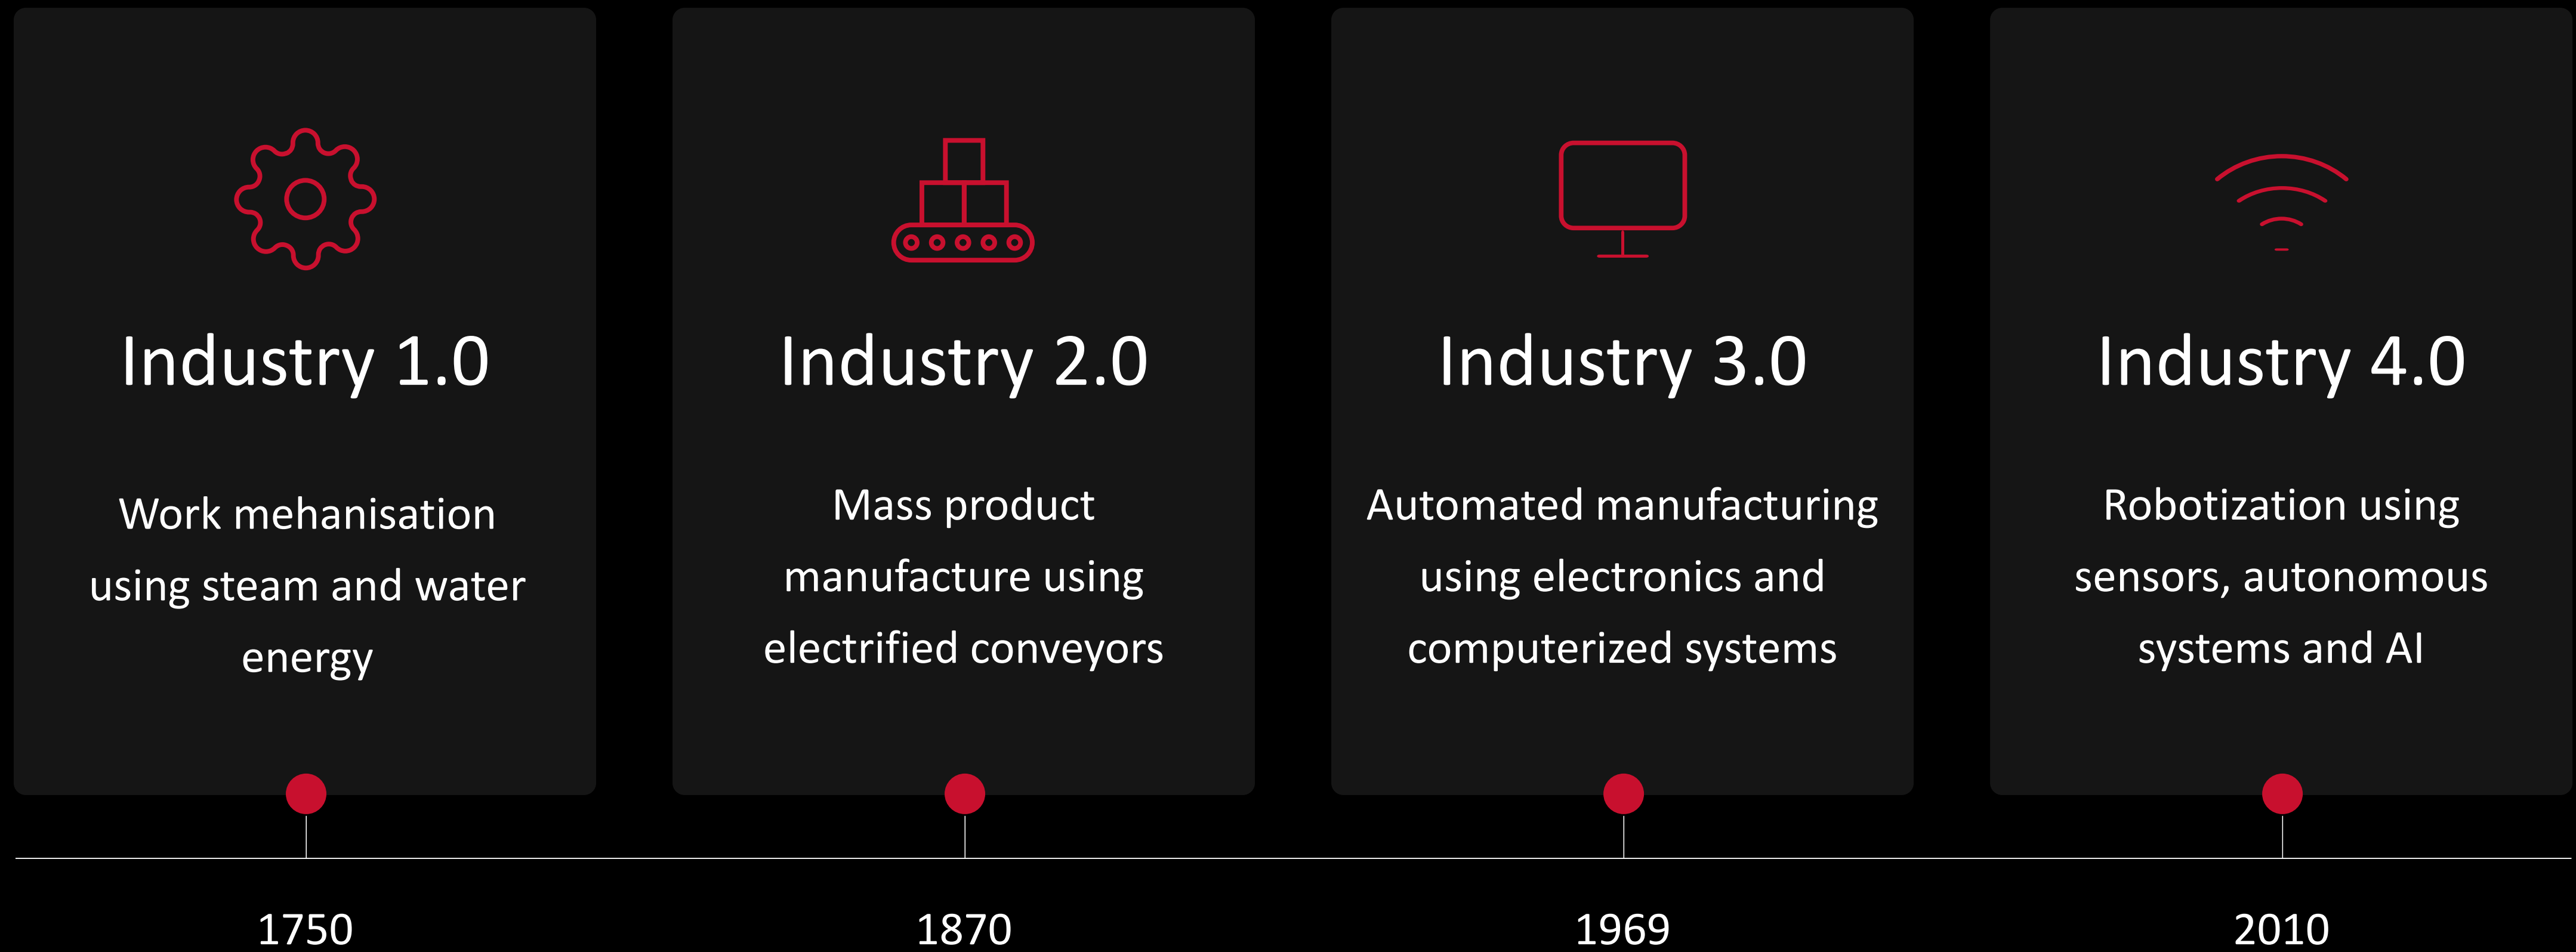 Industry 1.0
Work mehanisation
using steam and water
energy
1750
Industry 2.0
Mass product
manufacture using
electrified conveyors
1870
Industry 3.0
Automated manufacturing
using electronics and
computerized systems
1969
Industry 4.0
Robotization using
sensors, autonomous
systems and AI
2010